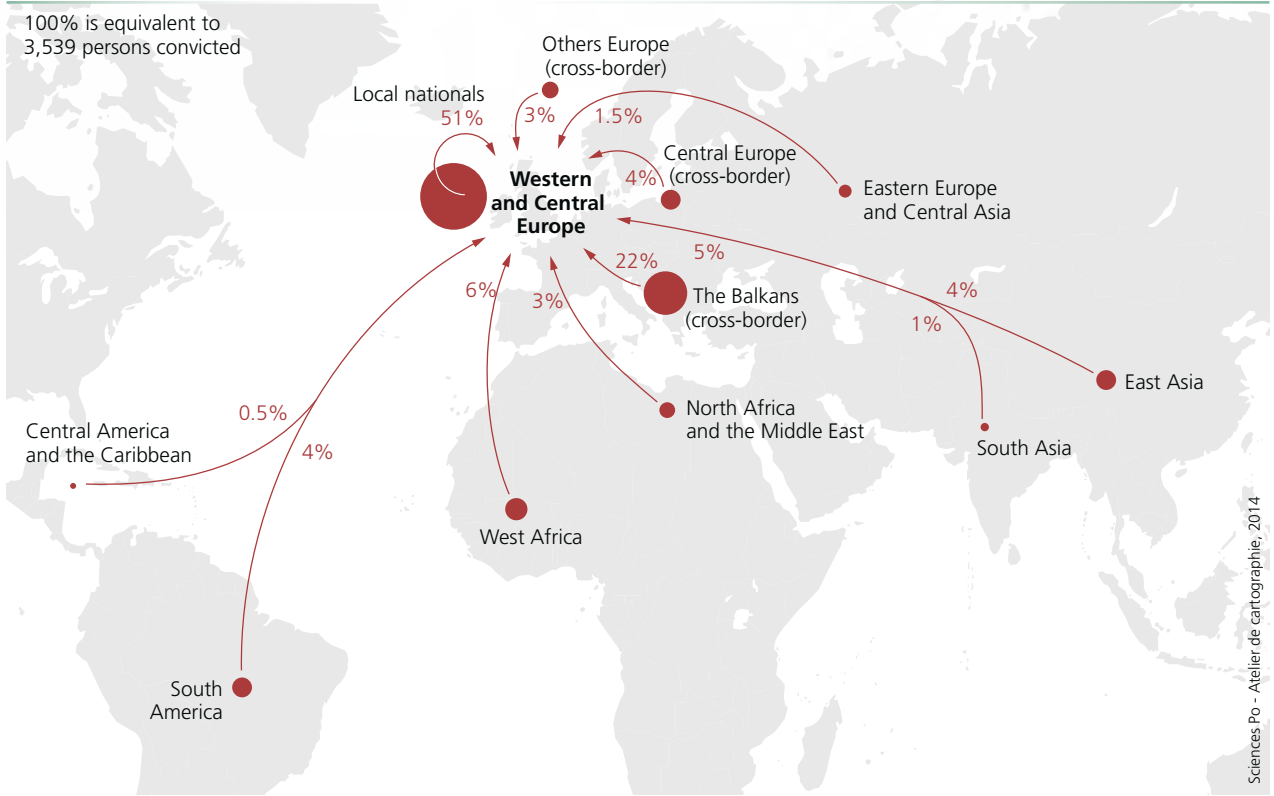 100% is equivalent to
3,539 persons convicted
Others Europe
(cross-border)
Local nationals
51%
3%
1.5%
Central Europe
(cross-border)
4%
Western
and Central
Europe
Eastern Europe
and Central Asia
5%
22%
The Balkans
(cross-border)
6%
3%
4%
1%
East Asia
North Africa
and the Middle East
South Asia
0.5%
Central America
and the Caribbean
4%
West Africa
South
America
Sciences Po - Atelier de cartographie, 2014